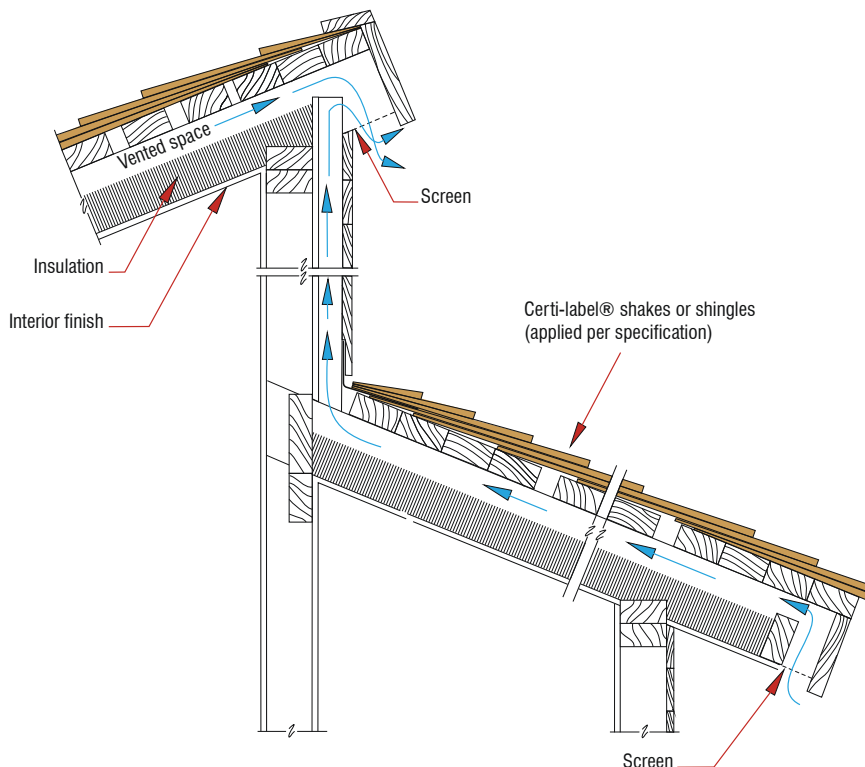 Vented space
Screen
Insulation
Interior finish
Certi-label® shakes or shingles
(applied per specification)
Screen